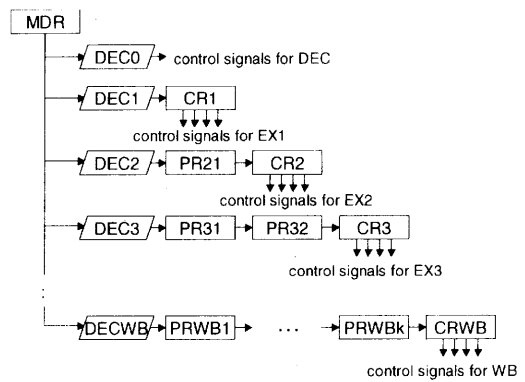 MDR
DEC0 control signals for DEC
DEC1 CR1
control signals for EX1
DEC2 PR21 CR2
control signals for EX2
DEC3 PR31 PR32 CR3
control signals for EX3
DECWB PRWB1 ... PRWBk CRWB
control signals for WB